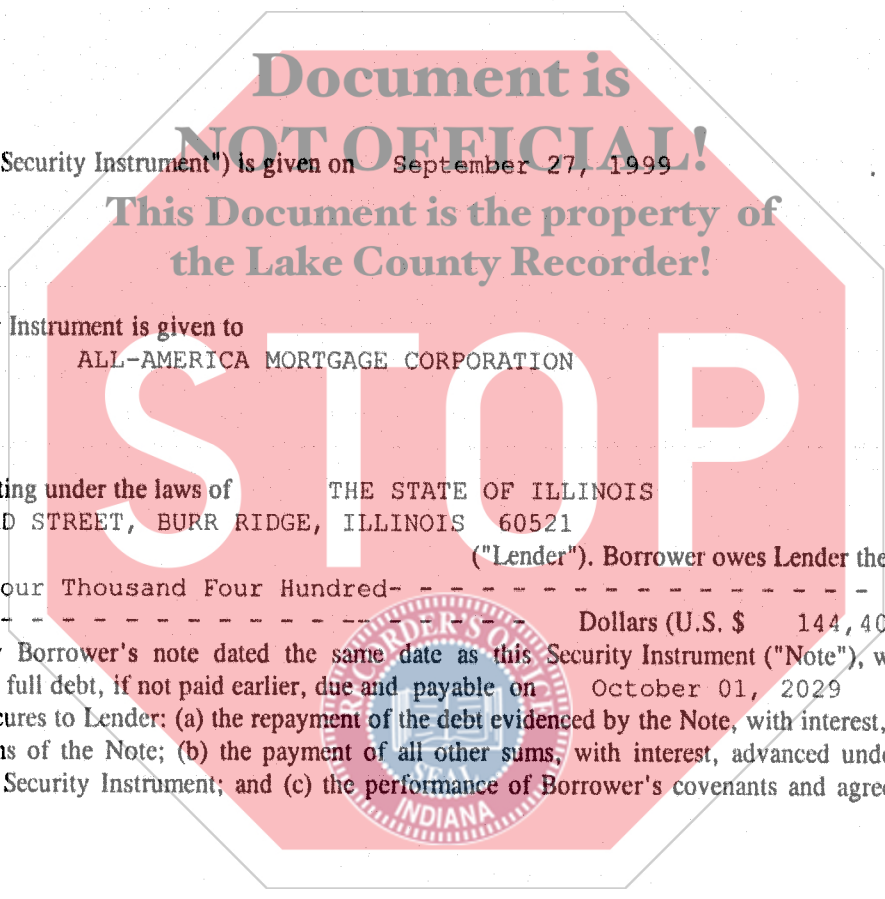 Document is
NOT OFFICIAL!
Security Instrument") is given on September 27, 1999
This Document is the property of
the Lake County Recorder!
Instrument is given to
ALL-AMERICA MORTGAGE CORPORATION
STOP
ting under the laws of THE STATE OF ILLINOIS
D STREET, BURR RIDGE, ILLINOIS 60521
("Lender"). Borrower owes Lender the
our Thousand Four Hundred- - - - - - - - - - - - - - - -
- - - - - - - - - - - - - - - - - - Dollars (U.S. $ 144,40
Borrower's note dated the same date as this Security Instrument ("Note"), w
full debt, if not paid earlier, due and payable on October 01, 2029
cures to Lender: (a) the repayment of the debt evidenced by the Note, with interest,
ns of the Note; (b) the payment of all other sums, with interest, advanced unde
Security Instrument; and (c) the performance of Borrower's covenants and agree
RECORDER'S OFFICE
SEAL
INDIANA